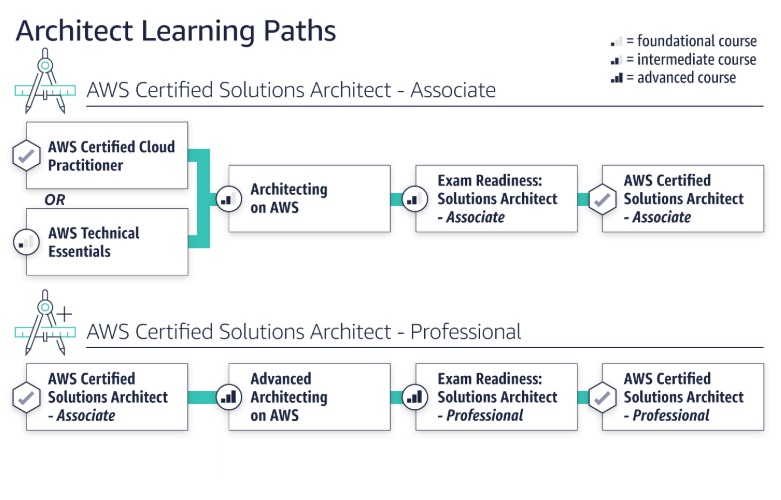 Architect Learning Paths
= foundational course
= intermediate course
= advanced course
AWS Certified Solutions Architect - Associate
AWS Certified Cloud
Practitioner
OR
AWS Technical
Essentials
Architecting
on AWS
Exam Readiness:
Solutions Architect
- Associate
AWS Certified
Solutions Architect
- Associate
AWS Certified Solutions Architect - Professional
AWS Certified
Solutions Architect
- Associate
Advanced
Architecting
on AWS
Exam Readiness:
Solutions Architect
- Professional
AWS Certified
Solutions Architect
- Professional